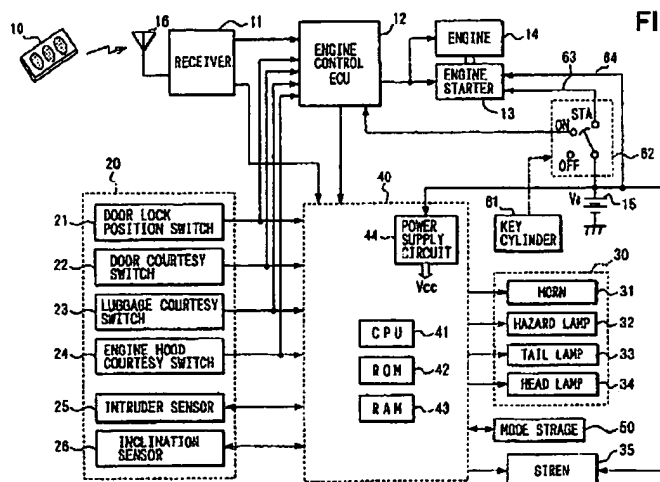 FI
10
16
11
RECEIVER
12
ENGINE
CONTROL
ECU
ENGINE
14
ENGINE
STARTER
13
63
64
STA
ON
OFF
62
61
KEY
CYLINDER
VB
15
20
21
DOOR LOCK
POSITION SWITCH
22
DOOR COURTESY
SWITCH
23
LUGGAGE COURTESY
SWITCH
24
ENGINE HOOD
COURTESY SWITCH
25
INTRUDER SENSOR
26
INCLINATION
SENSOR
40
44
POWER
SUPPLY
CIRCUIT
Vcc
CPU
41
ROM
42
RAM
43
30
HORN
31
HAZARD LAMP
32
TAIL LAMP
33
HEAD LAMP
34
MODE STRAGE
50
35
SIREN